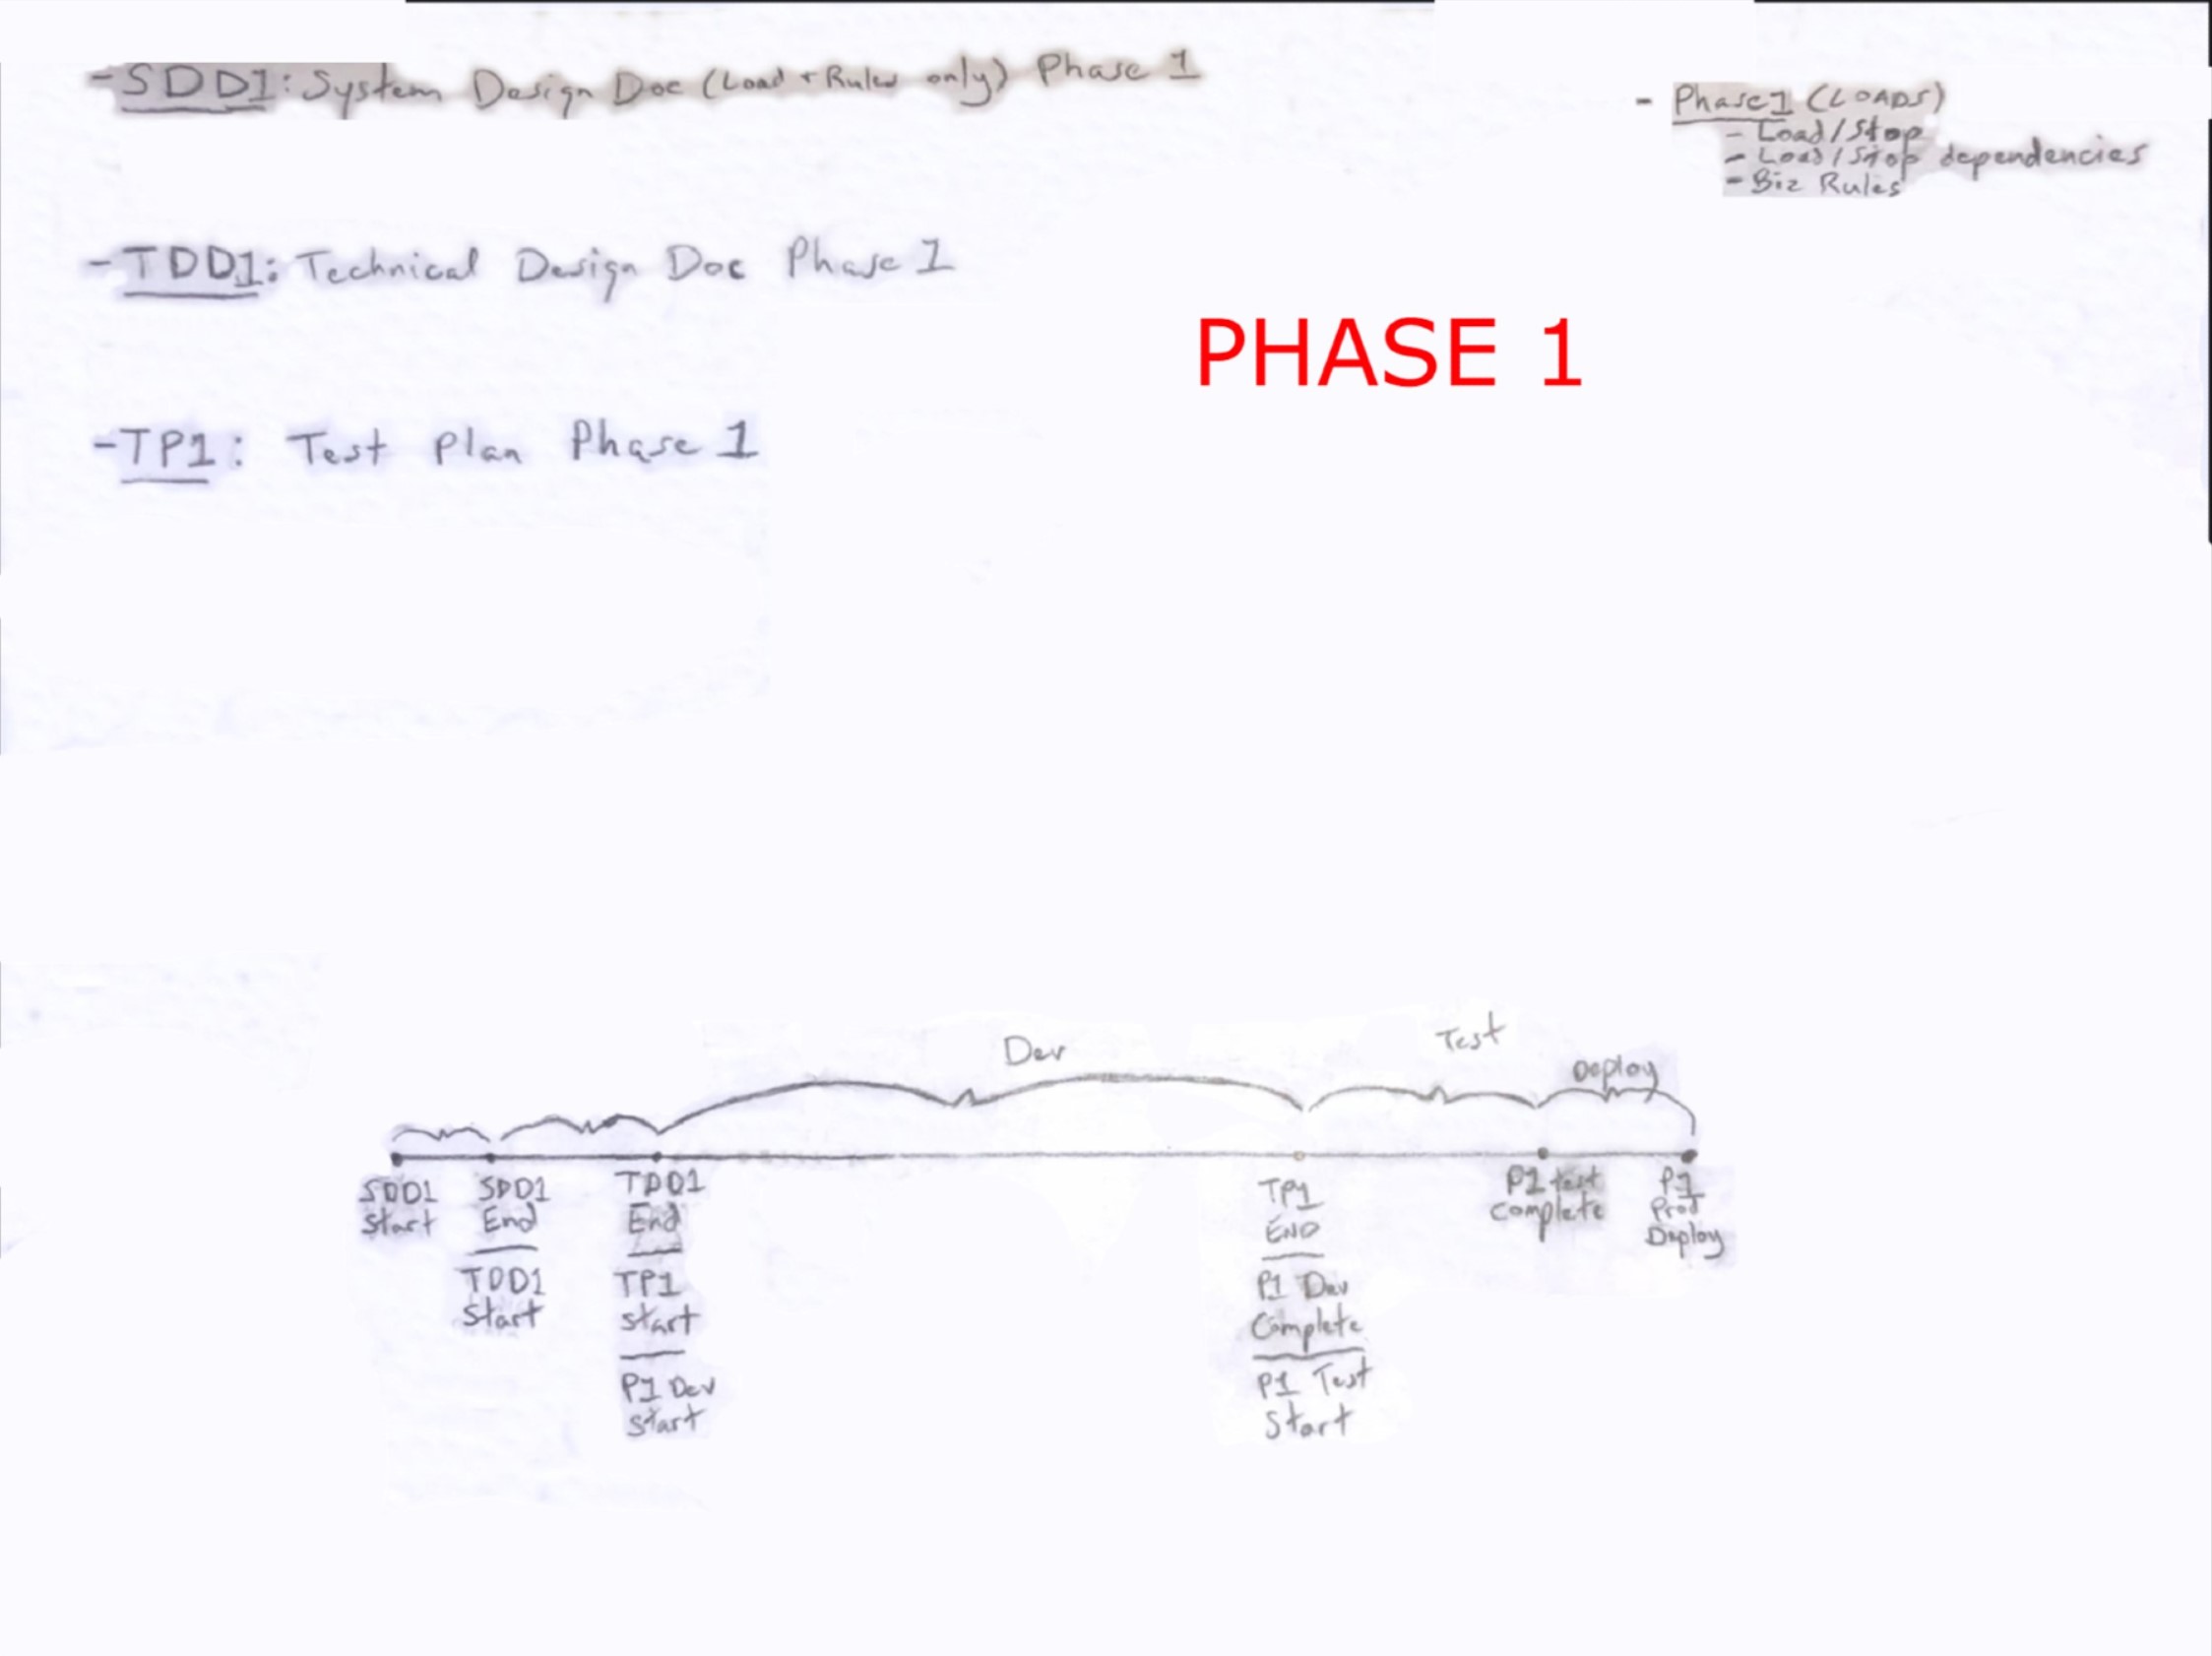 - SDD1: System Design Doc (Load + Rules only) Phase 1
- Phase1 (LOADS)
- Load/Stop
- Load/Stop dependencies
- Biz Rules
- TDD1: Technical Design Doc Phase 1
PHASE 1
- TP1: Test Plan Phase 1
Dev
Test
Deploy
SDD1
Start
SDD1
End
TDD1
Start
TDD1
End
TP1
Start
P1 Dev
Start
TP1
END
P1 Dev
Complete
P1 Test
Start
P1 test
Complete
P1
Prod
Deploy